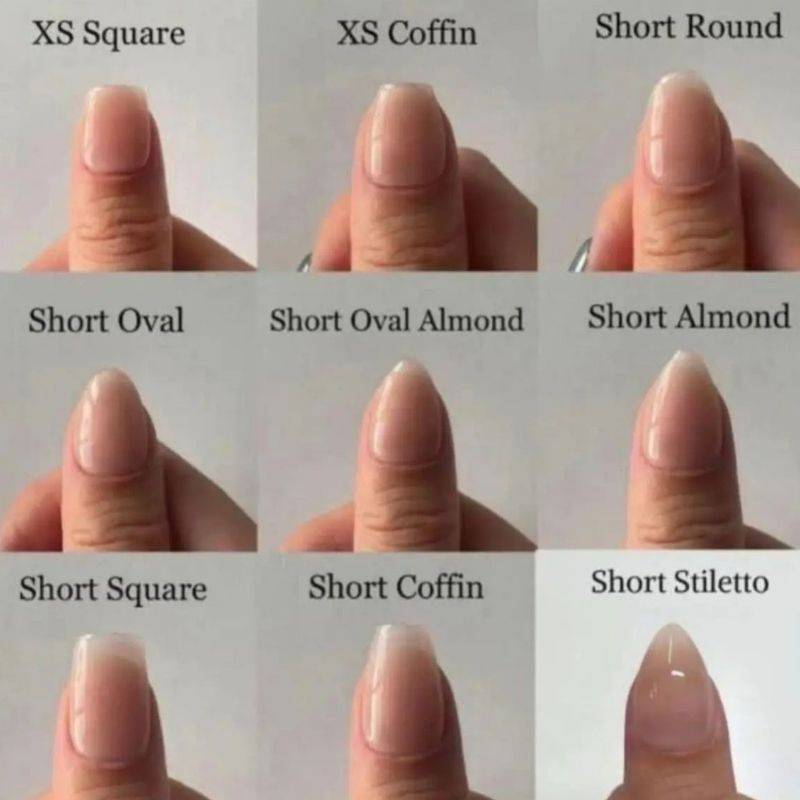 XS Square
XS Coffin
Short Round
Short Oval
Short Oval Almond
Short Almond
Short Square
Short Coffin
Short Stiletto